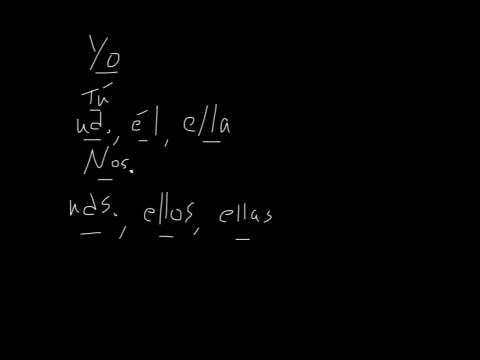 Yo
Tú
ud., él, ella
Nos.
uds., ellos, ellas